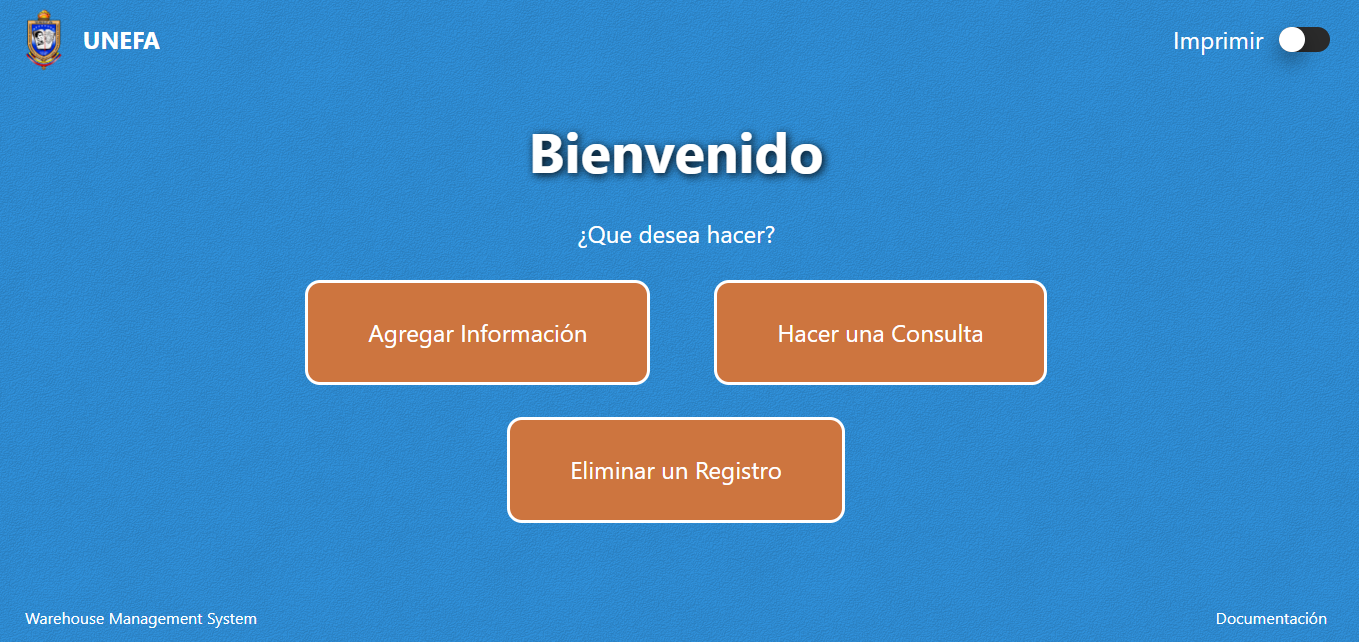 UNEFA
Imprimir
Bienvenido
¿Que desea hacer?
Agregar Información
Hacer una Consulta
Eliminar un Registro
Warehouse Management System
Documentación